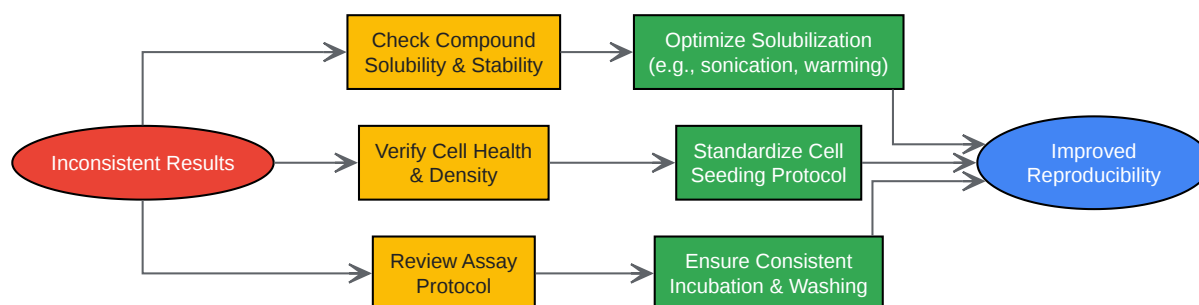 Check Compound
Solubility & Stability
Optimize Solubilization
(e.g., sonication, warming)
Inconsistent Results
Verify Cell Health
& Density
Standardize Cell
Seeding Protocol
Improved
Reproducibility
Review Assay
Protocol
Ensure Consistent
Incubation & Washing